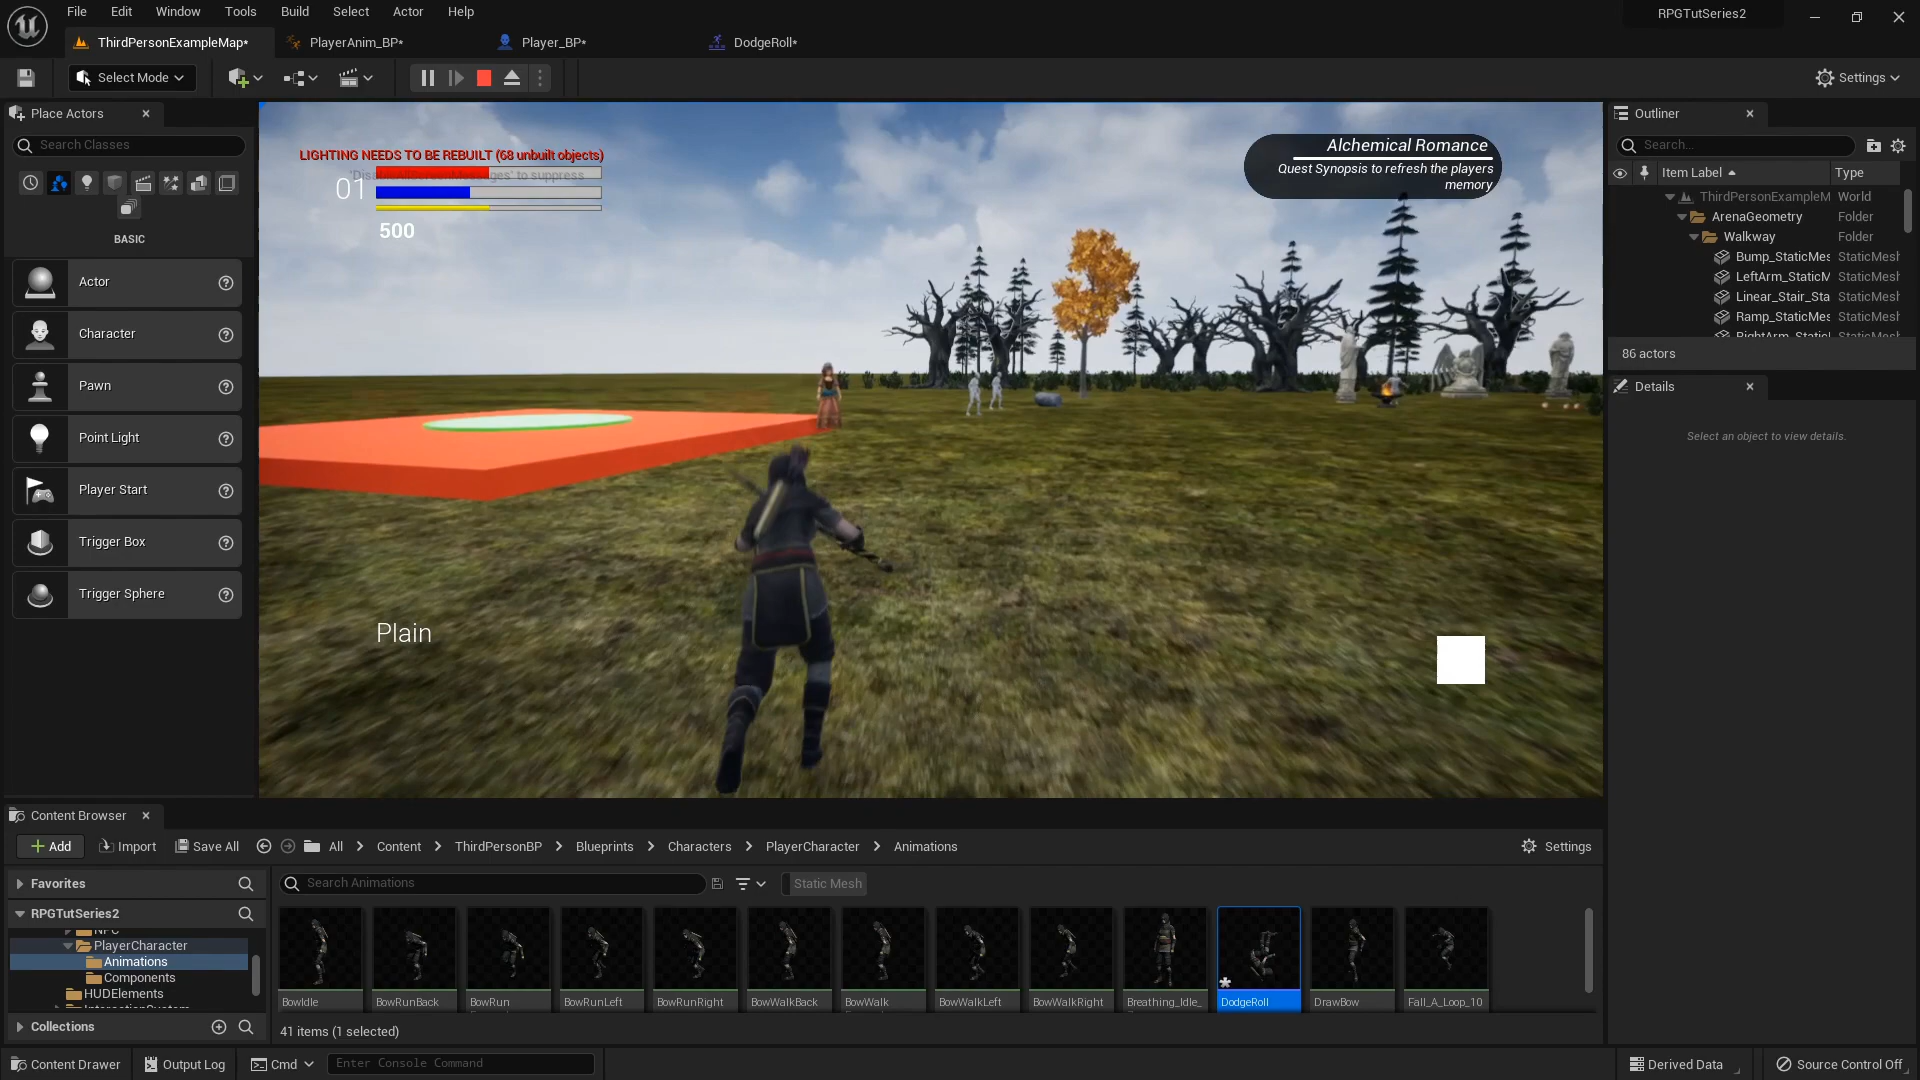 File Edit Window Tools Build Select Actor Help
RPGTutSeries2
ThirdPersonExampleMap*
PlayerAnim_BP*
Player_BP*
DodgeRoll*
Select Mode
Settings
Place Actors
Search Classes
BASIC
Actor
Character
Pawn
Point Light
Player Start
Trigger Box
Trigger Sphere
LIGHTING NEEDS TO BE REBUILT (68 unbuilt objects)
'DisableAllScreenMessages' to suppress
01
500
Alchemical Romance
Quest Synopsis to refresh the players
memory
Plain
Outliner
Search...
Item Label Type
ThirdPersonExampleM World
ArenaGeometry Folder
Walkway Folder
Bump_StaticMes StaticMesh
LeftArm_StaticM StaticMesh
Linear_Stair_Sta StaticMesh
Ramp_StaticMes StaticMesh
RightArm_Static StaticMesh
86 actors
Details
Select an object to view details.
Content Browser
Add Import Save All All Content ThirdPersonBP Blueprints Characters PlayerCharacter Animations Settings
Favorites
RPGTutSeries2
NPC
PlayerCharacter
Animations
Components
HUDElements
InteractionSystem
Collections
Search Animations
Static Mesh
BowIdle
BowRunBack
BowRun
BowRunLeft
BowRunRight
BowWalkBack
BowWalk
BowWalkLeft
BowWalkRight
Breathing_Idle_
DodgeRoll
DrawBow
Fall_A_Loop_10
41 items (1 selected)
Content Drawer Output Log Cmd Enter Console Command Derived Data Source Control Off